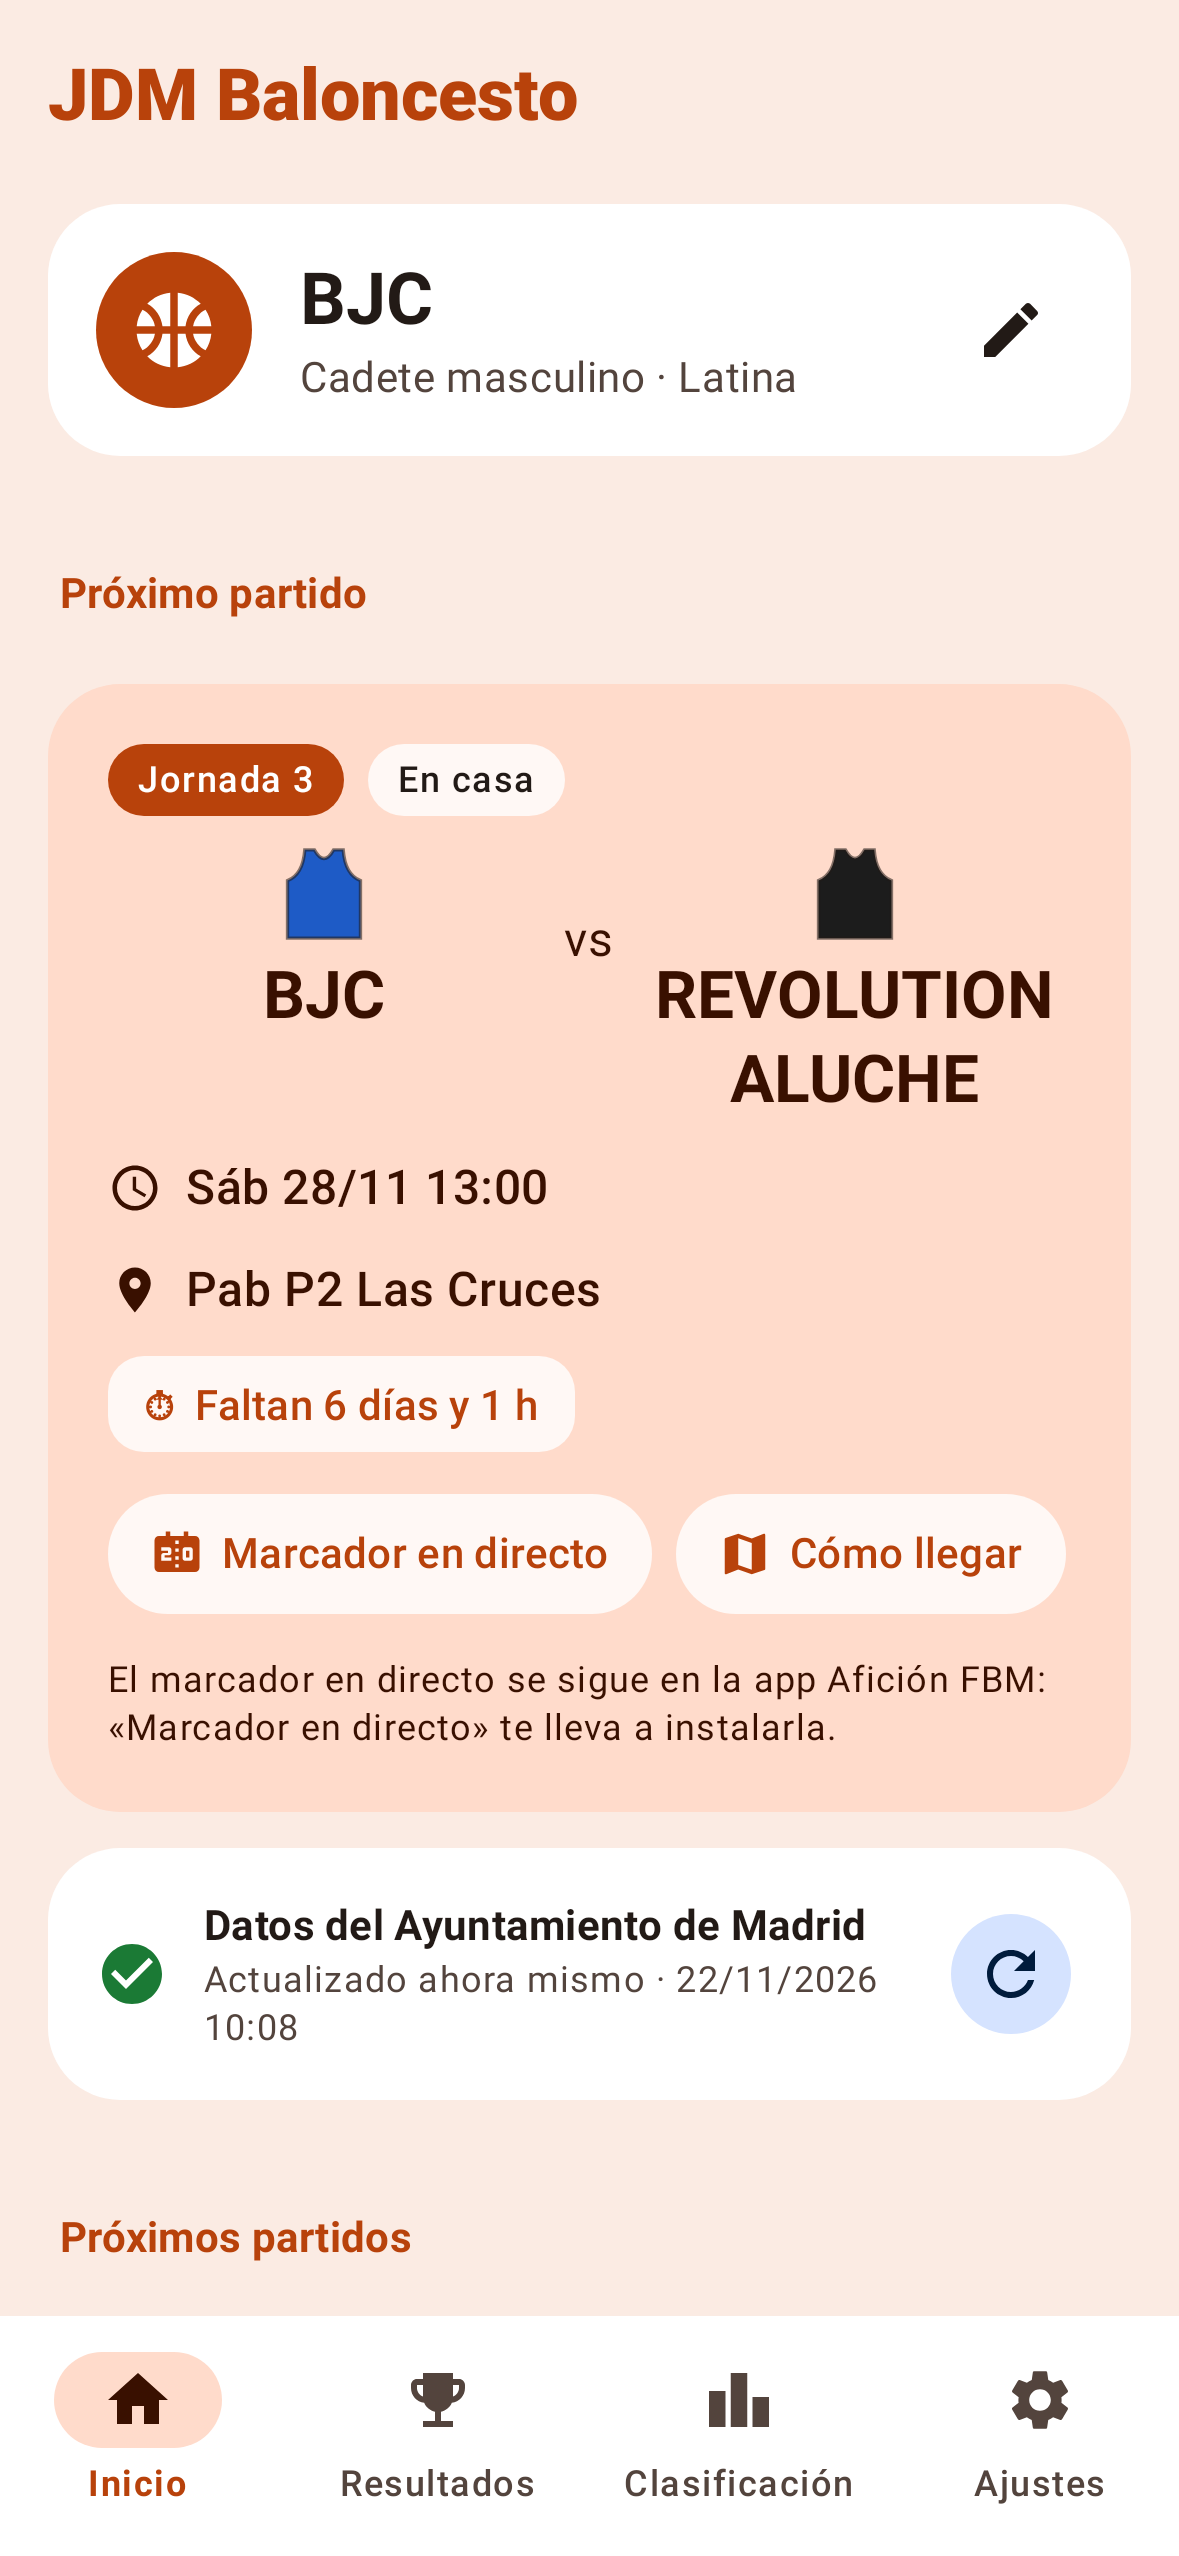 JDM Baloncesto
BJC
Cadete masculino · Latina
Próximo partido
Jornada 3
En casa
BJC
vs
REVOLUTION
ALUCHE
Sáb 28/11 13:00
Pab P2 Las Cruces
Faltan 6 días y 1 h
Marcador en directo
Cómo llegar
El marcador en directo se sigue en la app Afición FBM:
«Marcador en directo» te lleva a instalarla.
Datos del Ayuntamiento de Madrid
Actualizado ahora mismo · 22/11/2026
10:08
Próximos partidos
Inicio
Resultados
Clasificación
Ajustes